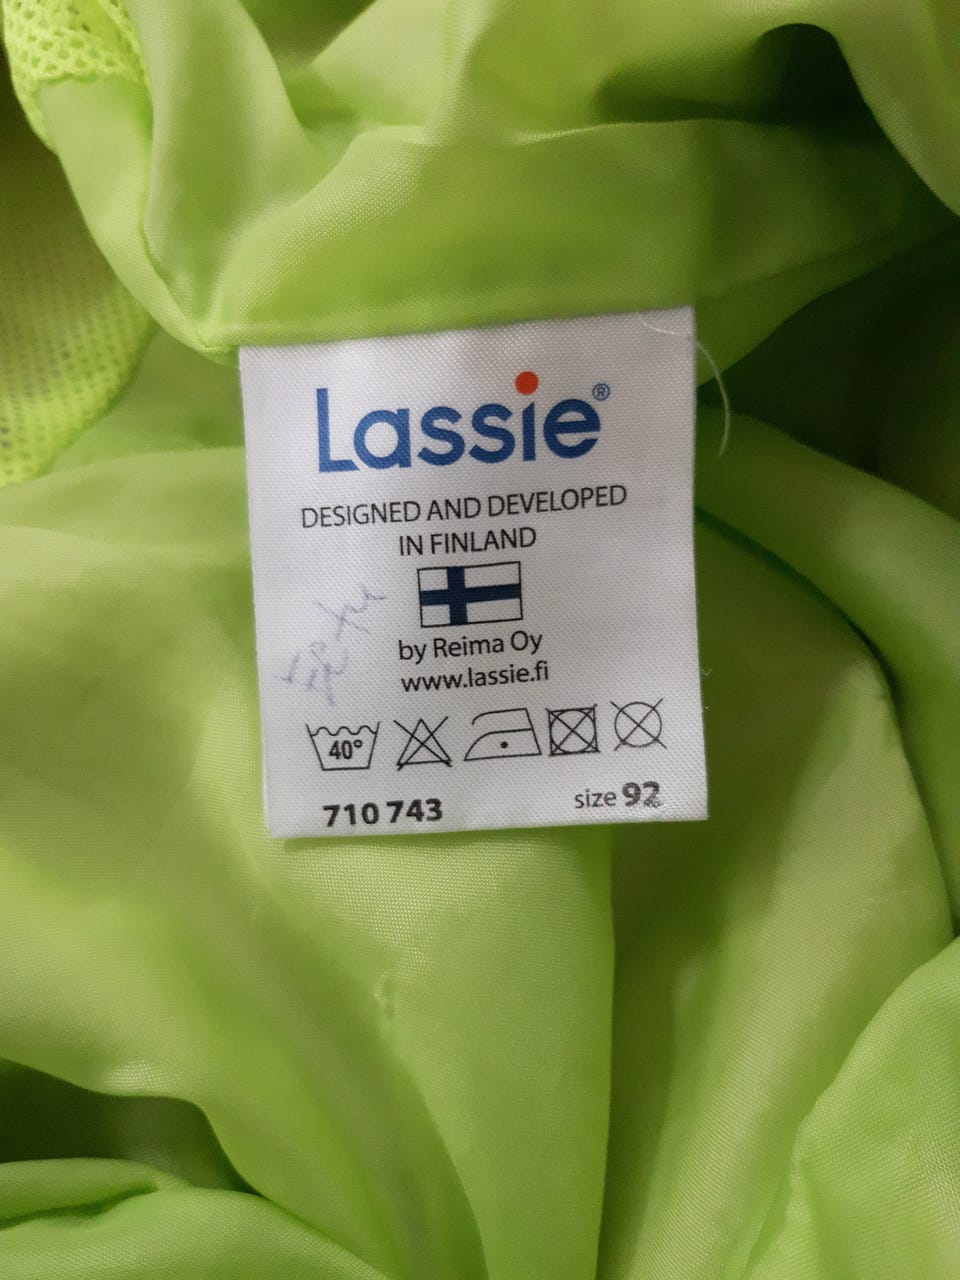 Lassie®
DESIGNED AND DEVELOPED
IN FINLAND
by Reima Oy
www.lassie.fi
40°
710 743
size 92